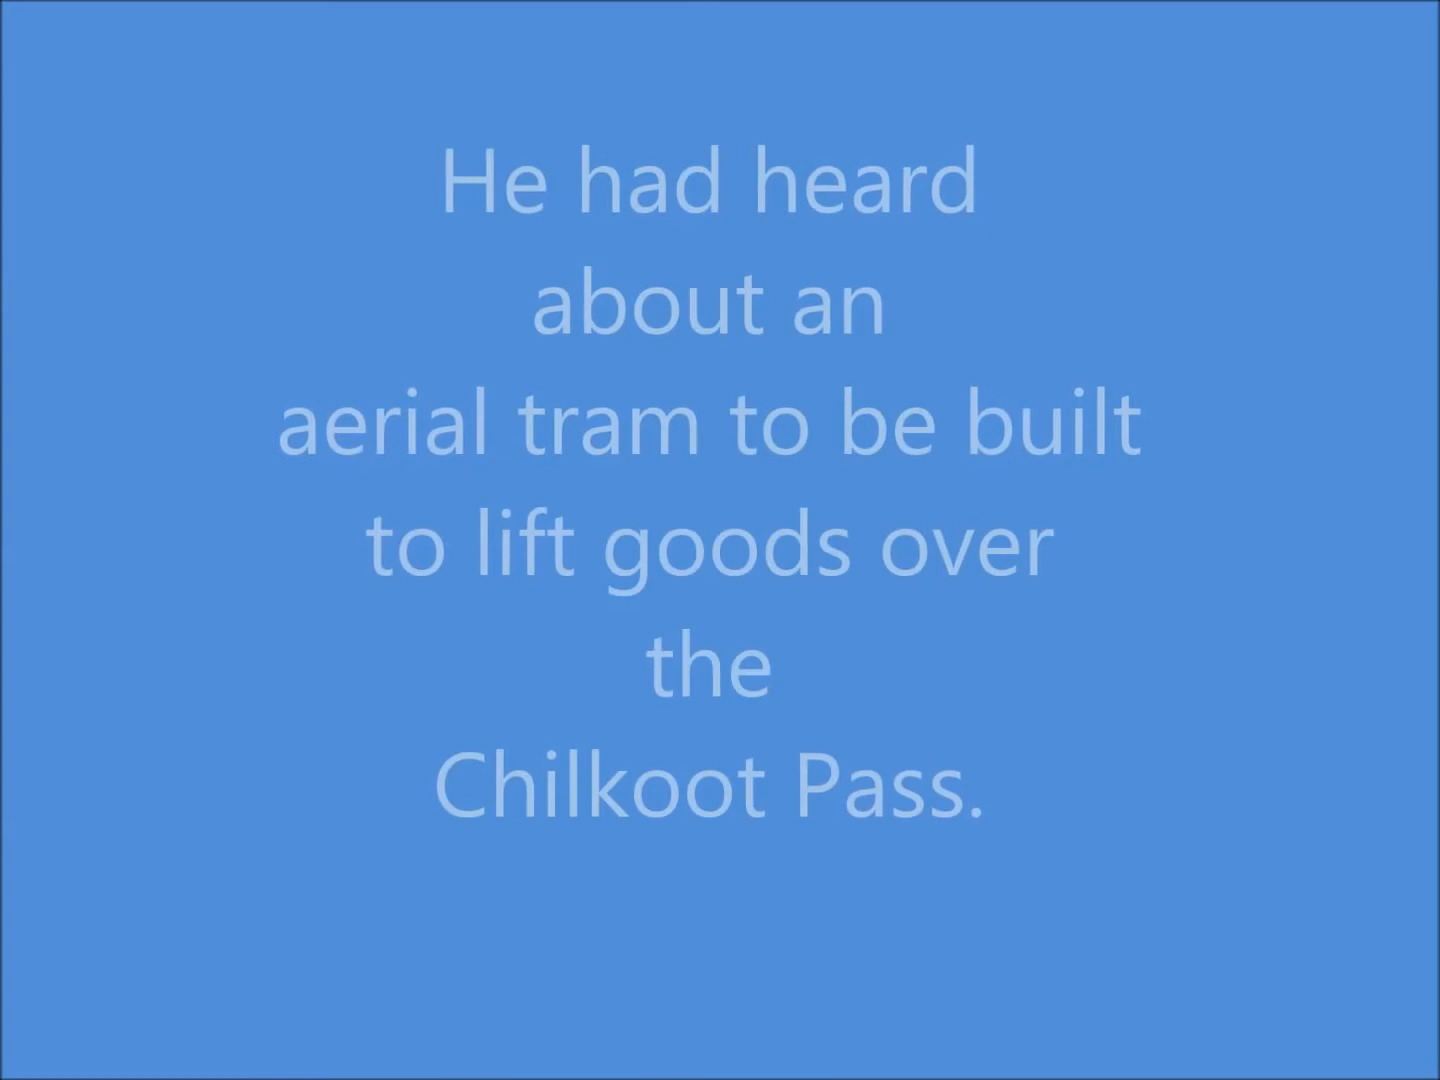 He had heard
about an
aerial tram to be built
to lift goods over
the
Chilkoot Pass.